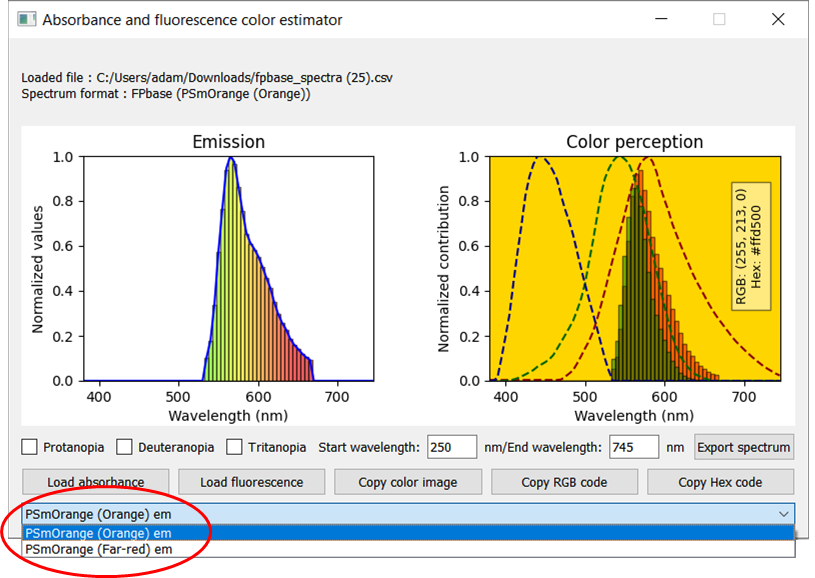 Absorbance and fluorescence color estimator
Loaded file : C:/Users/adam/Downloads/fpbase_spectra (25).csv
Spectrum format : FPbase (PSmOrange (Orange))
Emission
Normalized values
1.0
0.8
0.6
0.4
0.2
0.0
400 500 600 700
Wavelength (nm)
Color perception
Normalized contribution
1.0
0.8
0.6
0.4
0.2
0.0
400 500 600 700
Wavelength (nm)
RGB: (255, 213, 0)
Hex: #ffd500
Protanopia Deuteranopia Tritanopia Start wavelength: 250 nm/End wavelength: 745 nm Export spectrum
Load absorbance Load fluorescence Copy color image Copy RGB code Copy Hex code
PSmOrange (Orange) em
PSmOrange (Orange) em
PSmOrange (Far-red) em